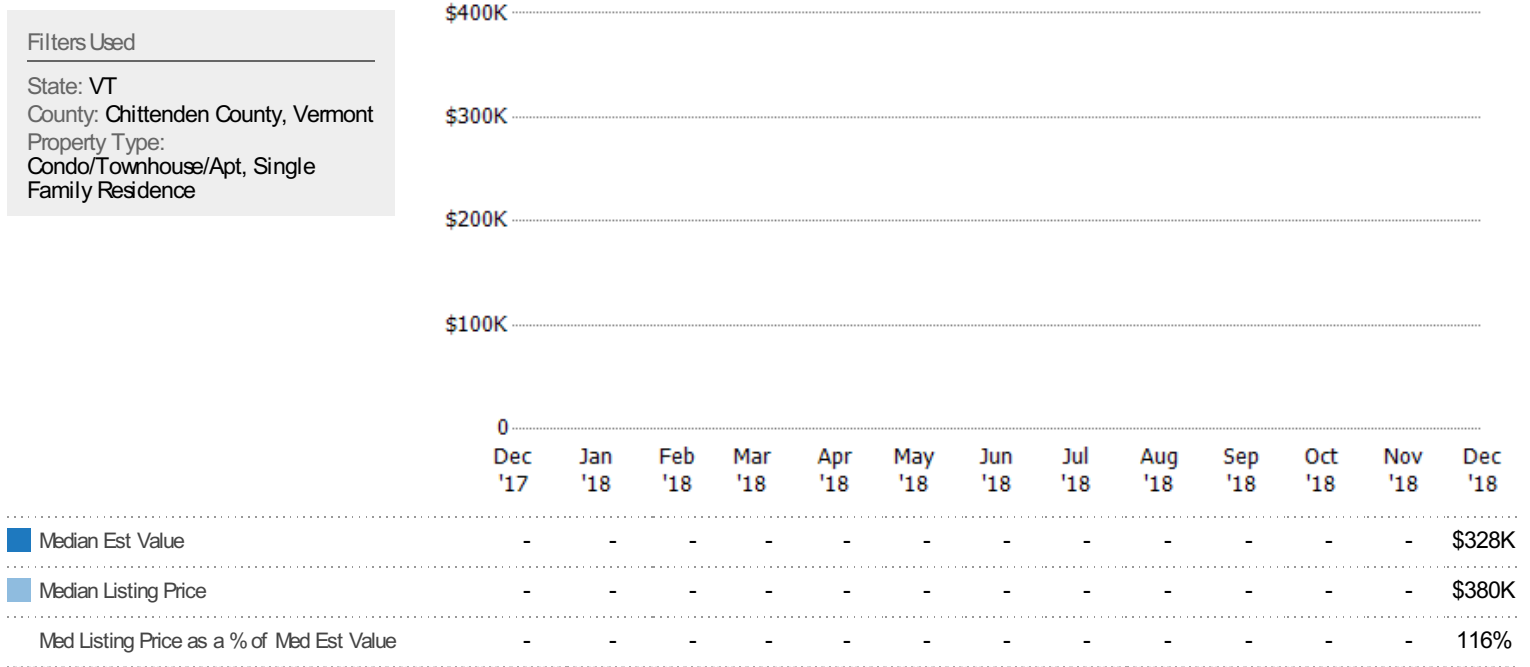 Filters Used
State: VT
County: Chittenden County, Vermont
Property Type:
Condo/Townhouse/Apt, Single
Family Residence
$400K
$300K
$200K
$100K
0
Dec Jan Feb Mar Apr May Jun Jul Aug Sep Oct Nov Dec
'17 '18 '18 '18 '18 '18 '18 '18 '18 '18 '18 '18 '18
Median Est Value - - - - - - - - - - - - $328K
Median Listing Price - - - - - - - - - - - - $380K
Med Listing Price as a % of Med Est Value - - - - - - - - - - - - 116%